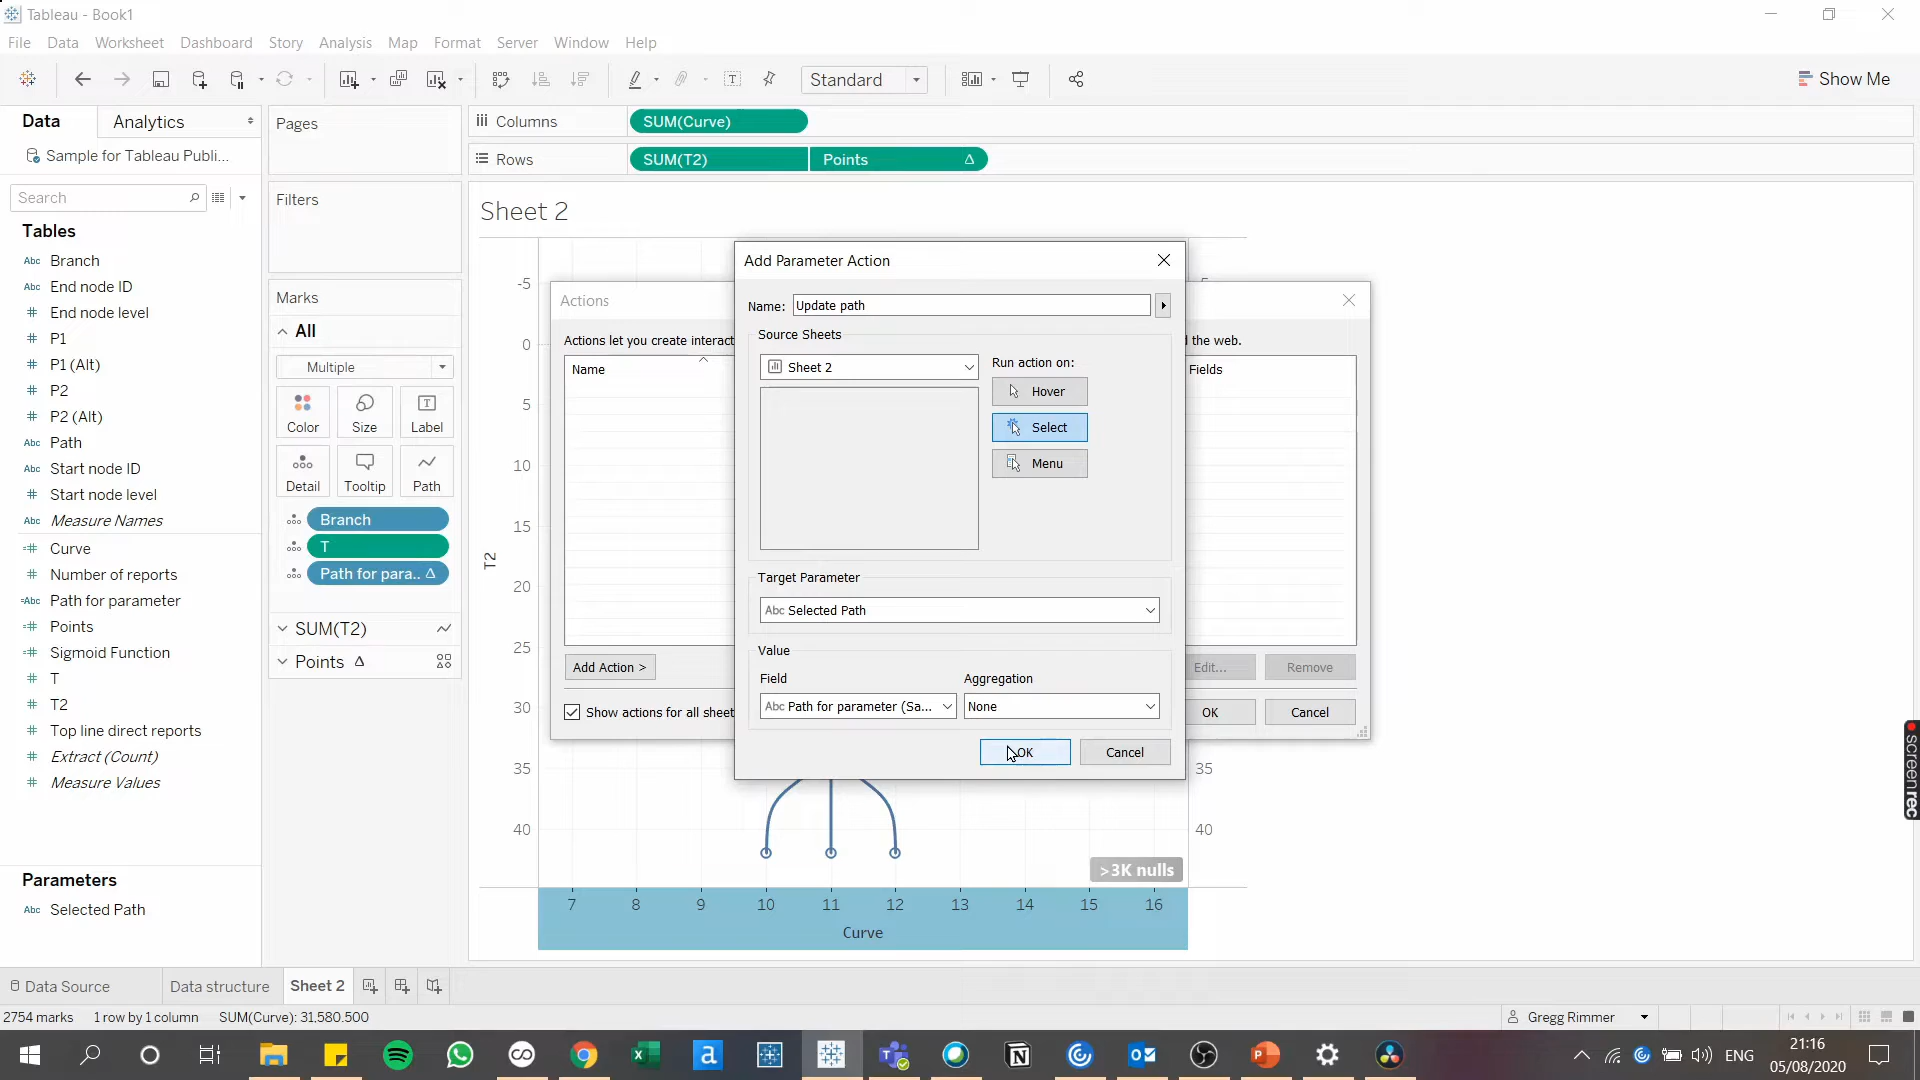 Tableau - Book1
File Data Worksheet Dashboard Story Analysis Map Format Server Window Help
Standard
Show Me
Data Analytics
Pages
Columns SUM(Curve)
Sample for Tableau Publi...
Rows SUM(T2) Points Δ
Search
Filters
Sheet 2
Tables
Abc Branch
Abc End node ID
# End node level
# P1
# P1 (Alt)
# P2
# P2 (Alt)
Abc Path
Abc Start node ID
# Start node level
Abc Measure Names
=# Curve
# Number of reports
=Abc Path for parameter
=# Points
=# Sigmoid Function
# T
# T2
# Top line direct reports
# Extract (Count)
# Measure Values
Parameters
Abc Selected Path
Marks
All
Multiple
Color Size Label
Detail Tooltip Path
Branch
T
Path for para.. Δ
SUM(T2)
Points Δ
-5
0
5
10
15
20
25
30
35
40
T2
Actions
Actions let you create interact
d the web.
Name
Fields
Add Action >
Edit... Remove
Show actions for all sheet
OK Cancel
Add Parameter Action
Name: Update path
Source Sheets
Sheet 2
Run action on:
Hover
Select
Menu
Target Parameter
Abc Selected Path
Value
Field Aggregation
Abc Path for parameter (Sa... None
OK Cancel
35
40
>3K nulls
7 8 9 10 11 12 13 14 15 16
Curve
Data Source Data structure Sheet 2
2754 marks 1 row by 1 column SUM(Curve): 31,580.500
Gregg Rimmer
screenrec
ENG
21:16
05/08/2020